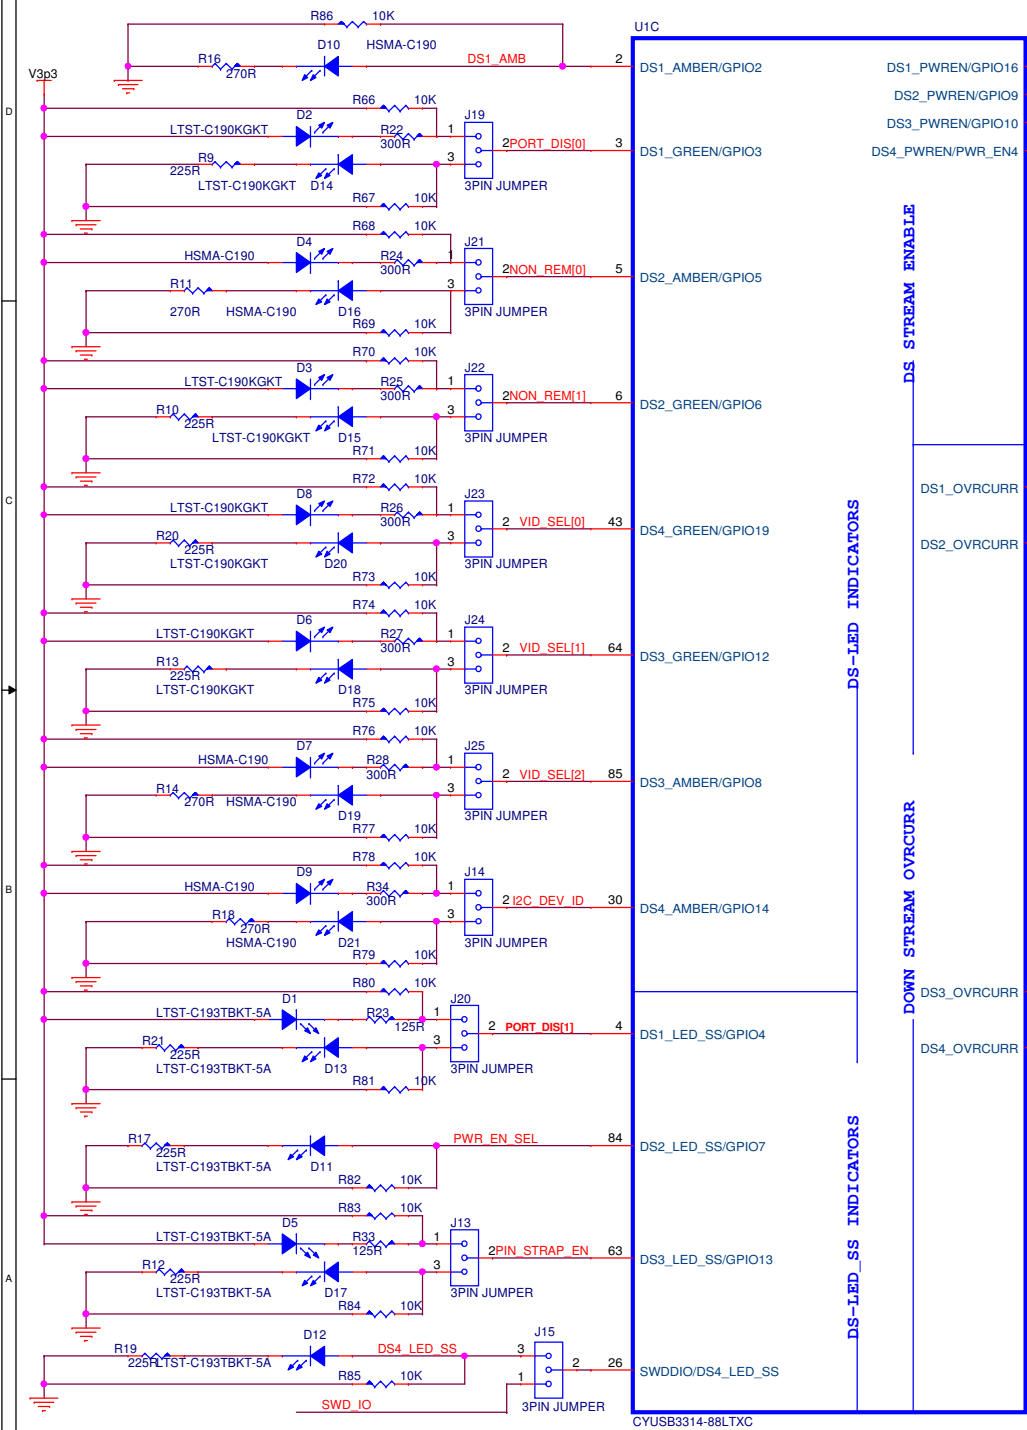 R86 10K
U1C
D10 HSMA-C190
R16 270R DS1_AMB 2 DS1_AMBER/GPIO2 DS1_PWREN/GPIO16
V3p3
DS2_PWREN/GPIO9
R66 10K
D
D2 J19
LTST-C190KGKT R22 300R 1 DS3_PWREN/GPIO10
2 PORT_DIS[0] 3 DS1_GREEN/GPIO3 DS4_PWREN/PWR_EN4
R9 225R 3
LTST-C190KGKT D14 3PIN JUMPER
R67 10K
R68 10K
D4 J21
HSMA-C190 R24 300R 1
2 NON_REM[0] 5 DS2_AMBER/GPIO5
R11 3
270R HSMA-C190 D16 3PIN JUMPER
R69 10K
DS STREAM ENABLE
R70 10K
D3 J22
LTST-C190KGKT R25 300R 1
2 NON_REM[1] 6 DS2_GREEN/GPIO6
R10 225R 3
LTST-C190KGKT D15 3PIN JUMPER
R71 10K
R72 10K
DS1_OVRCURR
C
D8 J23
LTST-C190KGKT R26 300R 1
2 VID_SEL[0] 43 DS4_GREEN/GPIO19
R20 225R 3 DS2_OVRCURR
LTST-C190KGKT D20 3PIN JUMPER
R73 10K
DS-LED INDICATORS
R74 10K
D6 J24
LTST-C190KGKT R27 300R 1
2 VID_SEL[1] 64 DS3_GREEN/GPIO12
R13 225R 3
LTST-C190KGKT D18 3PIN JUMPER
R75 10K
R76 10K
D7 J25
HSMA-C190 R28 300R 1
2 VID_SEL[2] 85 DS3_AMBER/GPIO8
R14 270R HSMA-C190 3
D19 3PIN JUMPER
R77 10K
R78 10K
B
D9 J14
HSMA-C190 R34 300R 1
2 I2C_DEV_ID 30 DS4_AMBER/GPIO14
R18 270R 3
HSMA-C190 D21 3PIN JUMPER
R79 10K
DOWN STREAM OVRCURR
R80 10K DS3_OVRCURR
D1 J20
LTST-C193TBKT-5A R23 125R 1
2 PORT_DIS[1] 4 DS1_LED_SS/GPIO4
R21 225R 3 DS4_OVRCURR
LTST-C193TBKT-5A D13 3PIN JUMPER
R81 10K
R17 225R PWR_EN_SEL 84 DS2_LED_SS/GPIO7
LTST-C193TBKT-5A D11
R82 10K
R83 10K
D5 J13
LTST-C193TBKT-5A R33 125R 1
2 PIN_STRAP_EN 63 DS3_LED_SS/GPIO13
R12 225R 3
A
LTST-C193TBKT-5A D17 3PIN JUMPER
R84 10K
DS-LED_SS INDICATORS
D12 J15
R19 225R LTST-C193TBKT-5A DS4_LED_SS 3
2 26 SWDDIO/DS4_LED_SS
R85 10K 1
SWD_IO 3PIN JUMPER
CYUSB3314-88LTXC